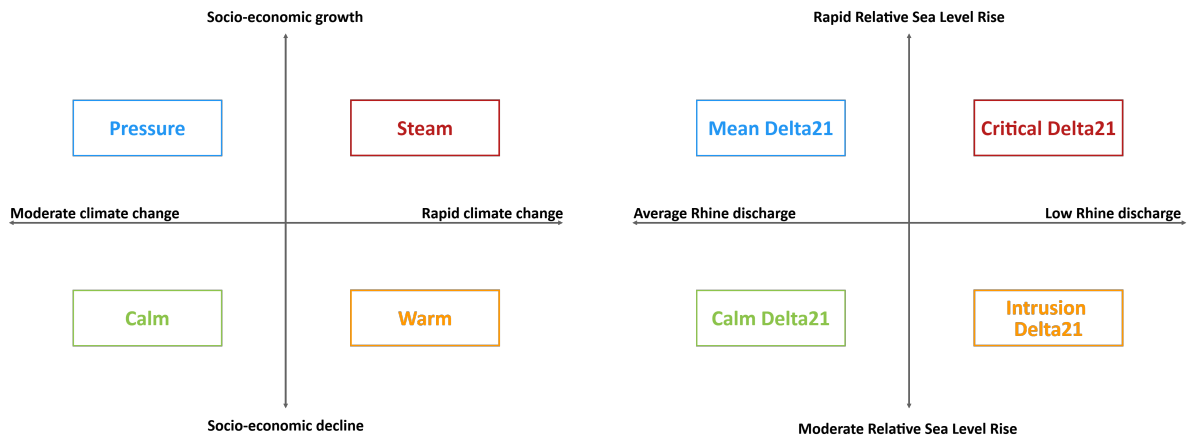 Socio-economic growth
Pressure
Steam
Moderate climate change
Rapid climate change
Calm
Warm
Socio-economic decline
Rapid Relative Sea Level Rise
Mean Delta21
Critical Delta21
Average Rhine discharge
Low Rhine discharge
Calm Delta21
Intrusion
Delta21
Moderate Relative Sea Level Rise